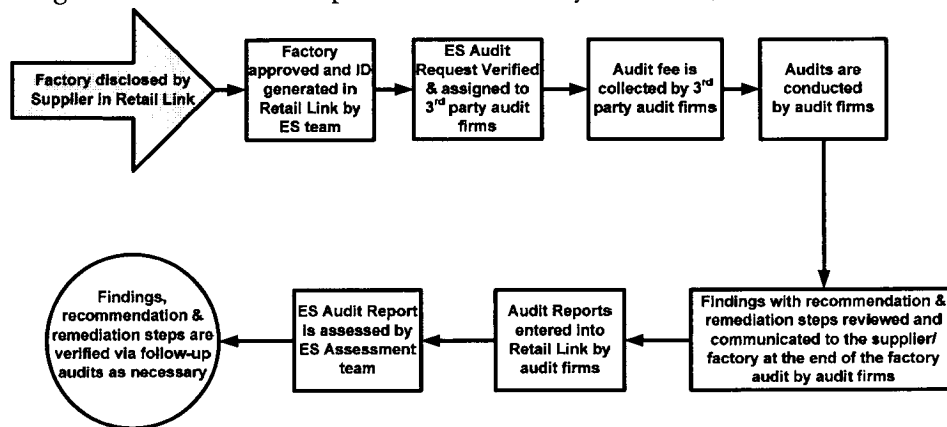 Factory disclosed by
Supplier in Retail Link
Factory
approved and ID
generated in
Retail Link by
ES team
ES Audit
Request Verified
& assigned to
3rd party audit
firms
Audit fee is
collected by 3rd
party audit firms
Audits are
conducted
by audit firms
Findings with recommendation &
remediation steps reviewed and
communicated to the supplier/
factory at the end of the factory
audit by audit firms
Audit Reports
entered into
Retail Link by
audit firms
ES Audit Report
is assessed by
ES Assessment
team
Findings,
recommendation &
remediation steps are
verified via follow-up
audits as necessary